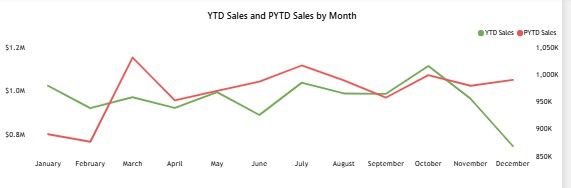 YTD Sales and PYTD Sales by Month
YTD Sales PYTD Sales
$1.2M 1,050K
1,000K
$1.0M
950K
900K
$0.8M
850K
January February March April May June July August September October November December